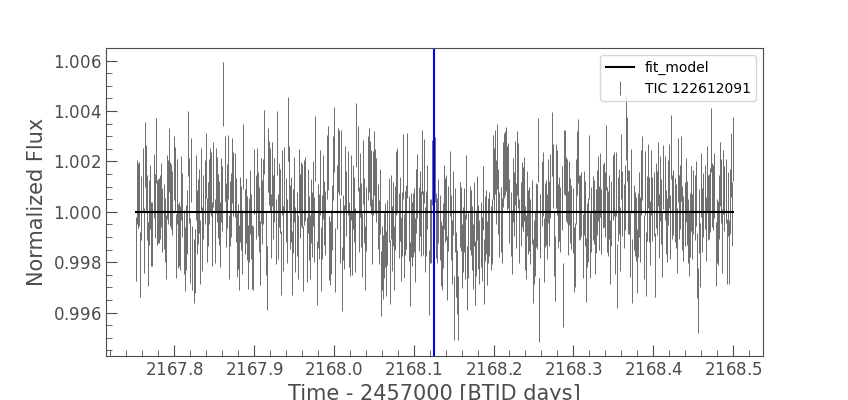 1.006
1.004
1.002
1.000
0.998
0.996
Normalized Flux
fit_model
TIC 122612091
2167.8 2167.9 2168.0 2168.1 2168.2 2168.3 2168.4 2168.5
Time - 2457000 [BTJD days]